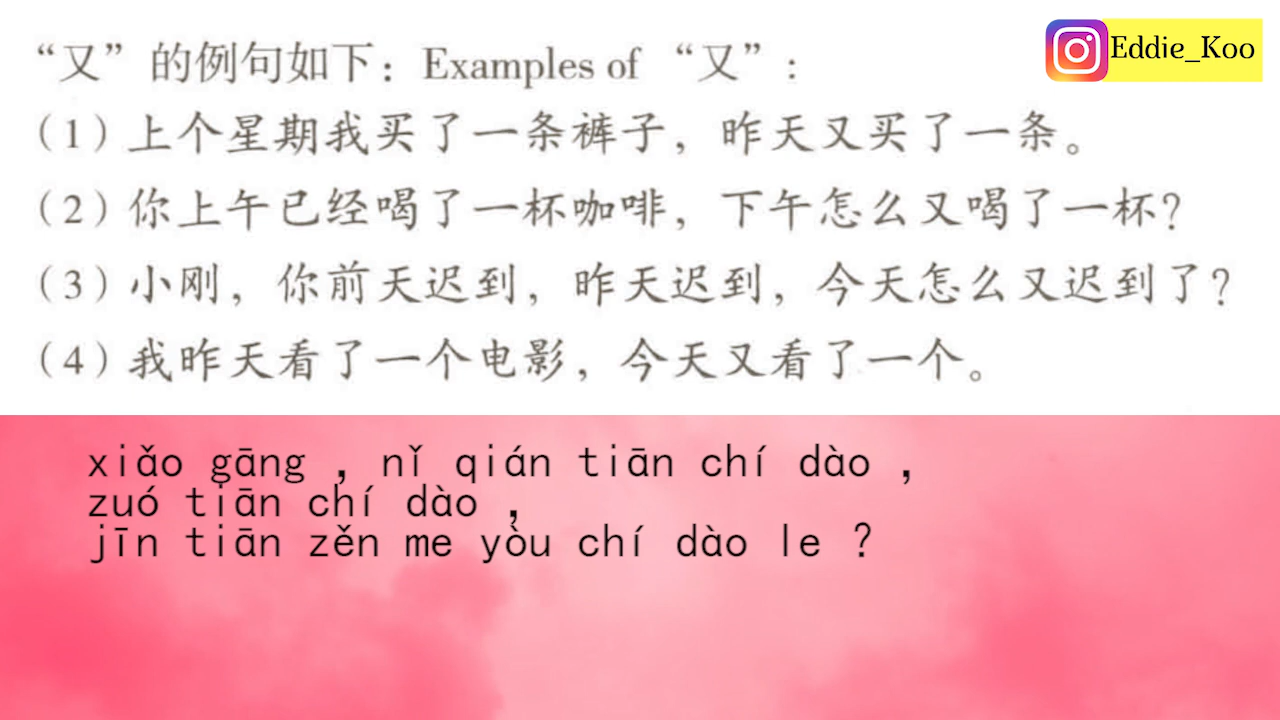 “又”的例句如下：Examples of “又”：
Eddie_Koo
（1）上个星期我买了一条裤子，昨天又买了一条。
（2）你上午已经喝了一杯咖啡，下午怎么又喝了一杯？
（3）小刚，你前天迟到，昨天迟到，今天怎么又迟到了？
（4）我昨天看了一个电影，今天又看了一个。
xiǎo gāng , nǐ qián tiān chí dào ,
zuó tiān chí dào ,
jīn tiān zěn me yòu chí dào le ?